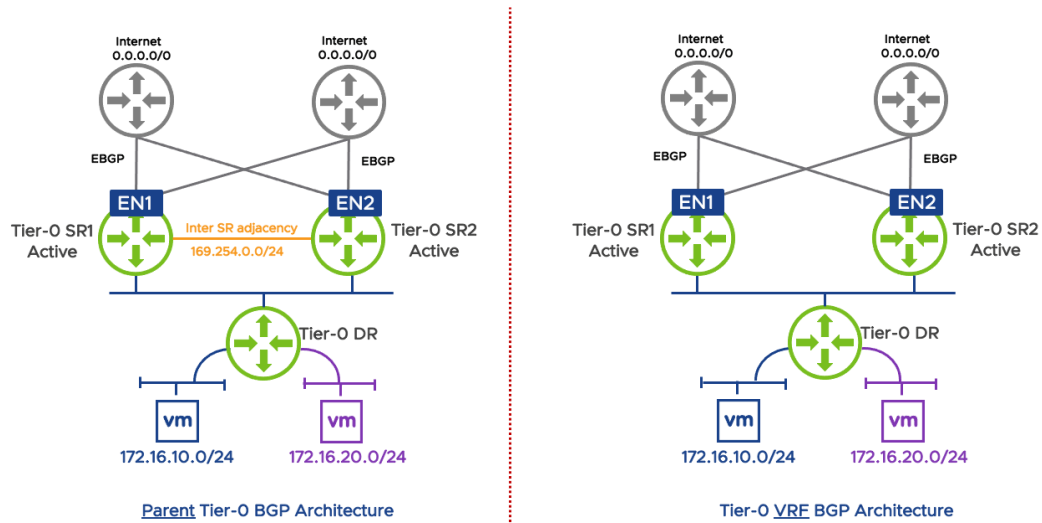 Internet
0.0.0.0/0
Internet
0.0.0.0/0
EBGP
EBGP
EN1
EN2
Tier-0 SR1
Active
Inter SR adjacency
169.254.0.0/24
Tier-0 SR2
Active
Tier-0 DR
vm
vm
172.16.10.0/24
172.16.20.0/24
Parent Tier-0 BGP Architecture
Internet
0.0.0.0/0
Internet
0.0.0.0/0
EBGP
EBGP
EN1
EN2
Tier-0 SR1
Active
Tier-0 SR2
Active
Tier-0 DR
vm
vm
172.16.10.0/24
172.16.20.0/24
Tier-0 VRF BGP Architecture